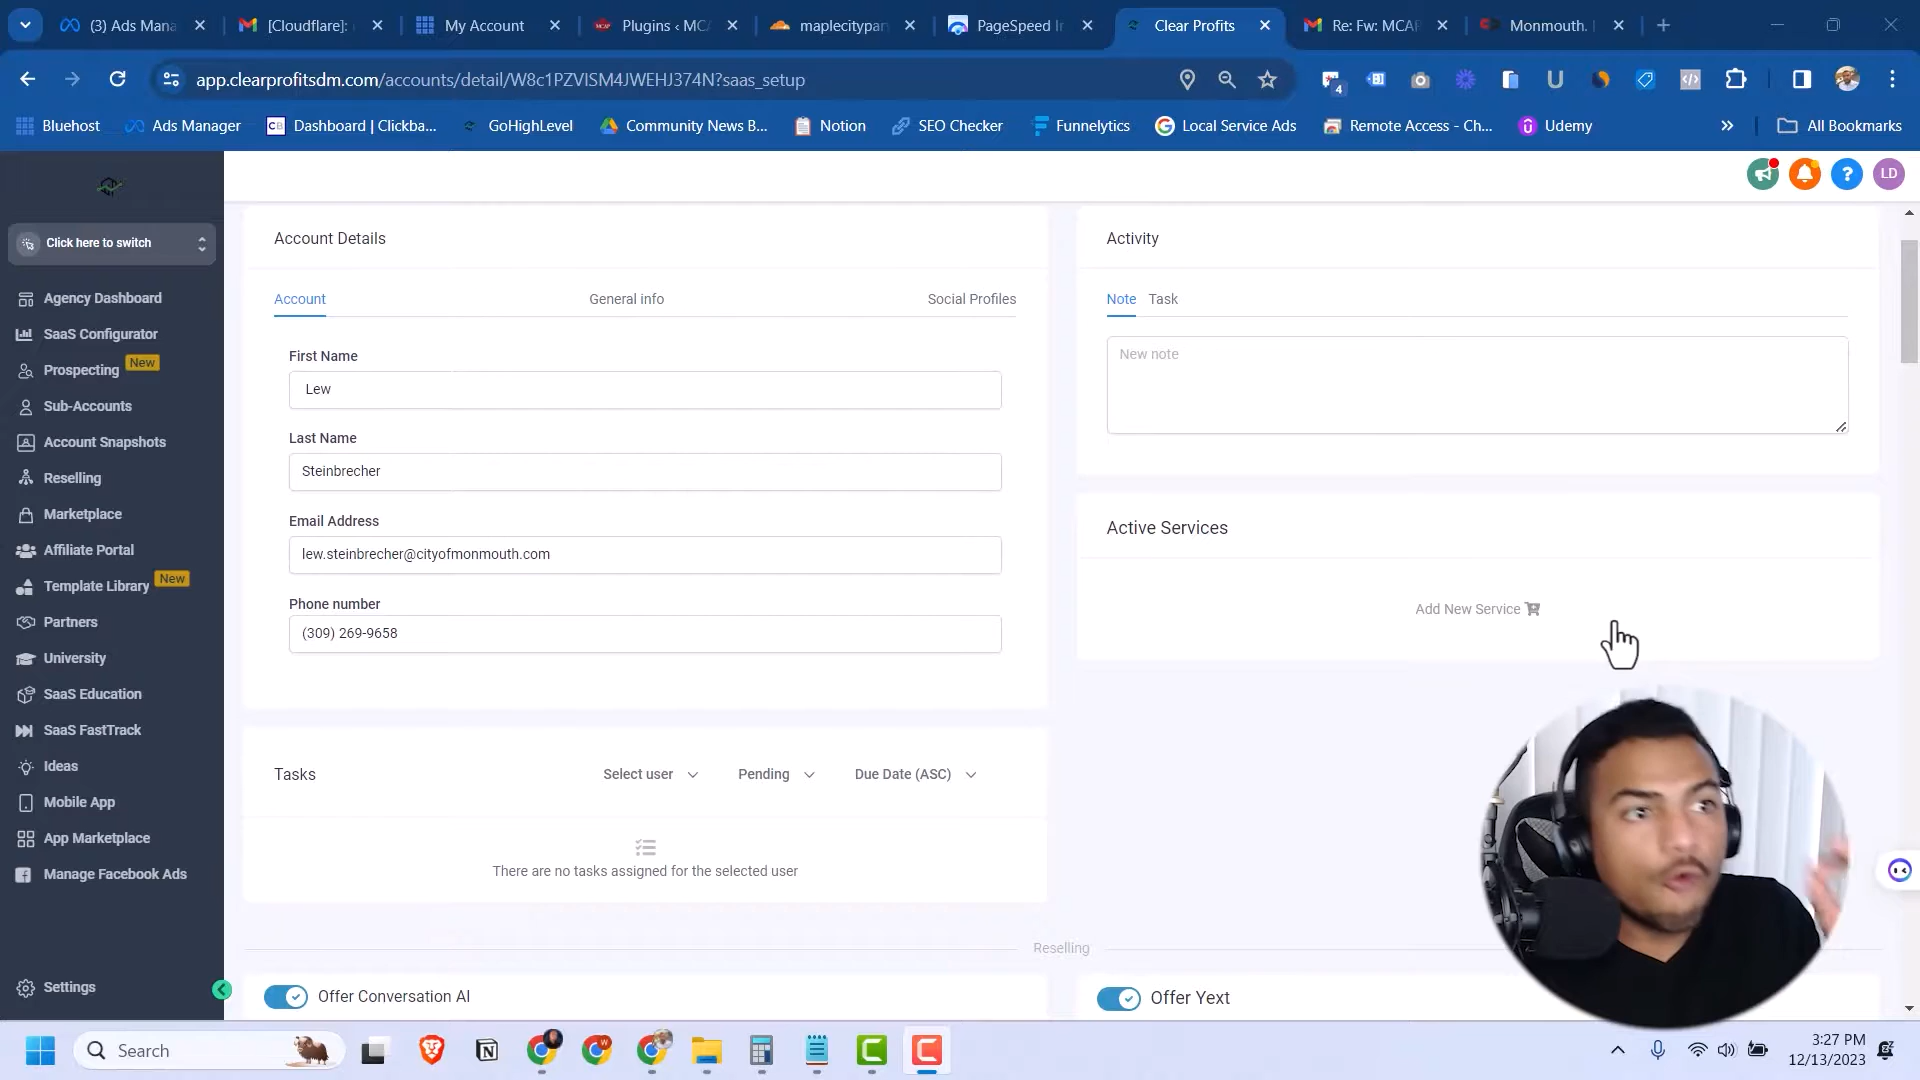 (3) Ads Mana
[Cloudflare]:
My Account
Plugins ‹ MCA
maplecitypar
PageSpeed In
Clear Profits
Re: Fw: MCAP
Monmouth.
app.clearprofitsdm.com/accounts/detail/W8c1PZVISM4JWEHJ374N?saas_setup
4
Bluehost
Ads Manager
CB
Dashboard | Clickba...
GoHighLevel
Community News B...
Notion
SEO Checker
Funnelytics
Local Service Ads
Remote Access - Ch...
Udemy
All Bookmarks
LD
Click here to switch
Agency Dashboard
SaaS Configurator
Prospecting New
Sub-Accounts
Account Snapshots
Reselling
Marketplace
Affiliate Portal
Template Library New
Partners
University
SaaS Education
SaaS FastTrack
Ideas
Mobile App
App Marketplace
Manage Facebook Ads
Settings
Account Details
Account
General info
Social Profiles
First Name
Lew
Last Name
Steinbrecher
Email Address
lew.steinbrecher@cityofmonmouth.com
Phone number
(309) 269-9658
Activity
Note Task
New note
Active Services
Add New Service
Tasks
Select user
Pending
Due Date (ASC)
There are no tasks assigned for the selected user
Reselling
Offer Conversation AI
Offer Yext
Search
3:27 PM
12/13/2023